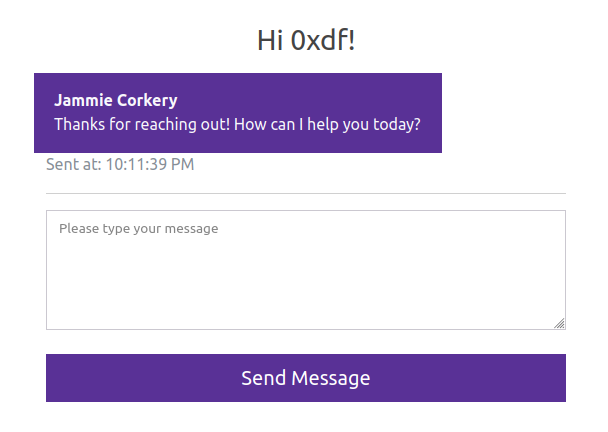 Hi 0xdf!
Jammie Corkery
Thanks for reaching out! How can I help you today?
Sent at: 10:11:39 PM
Please type your message
Send Message